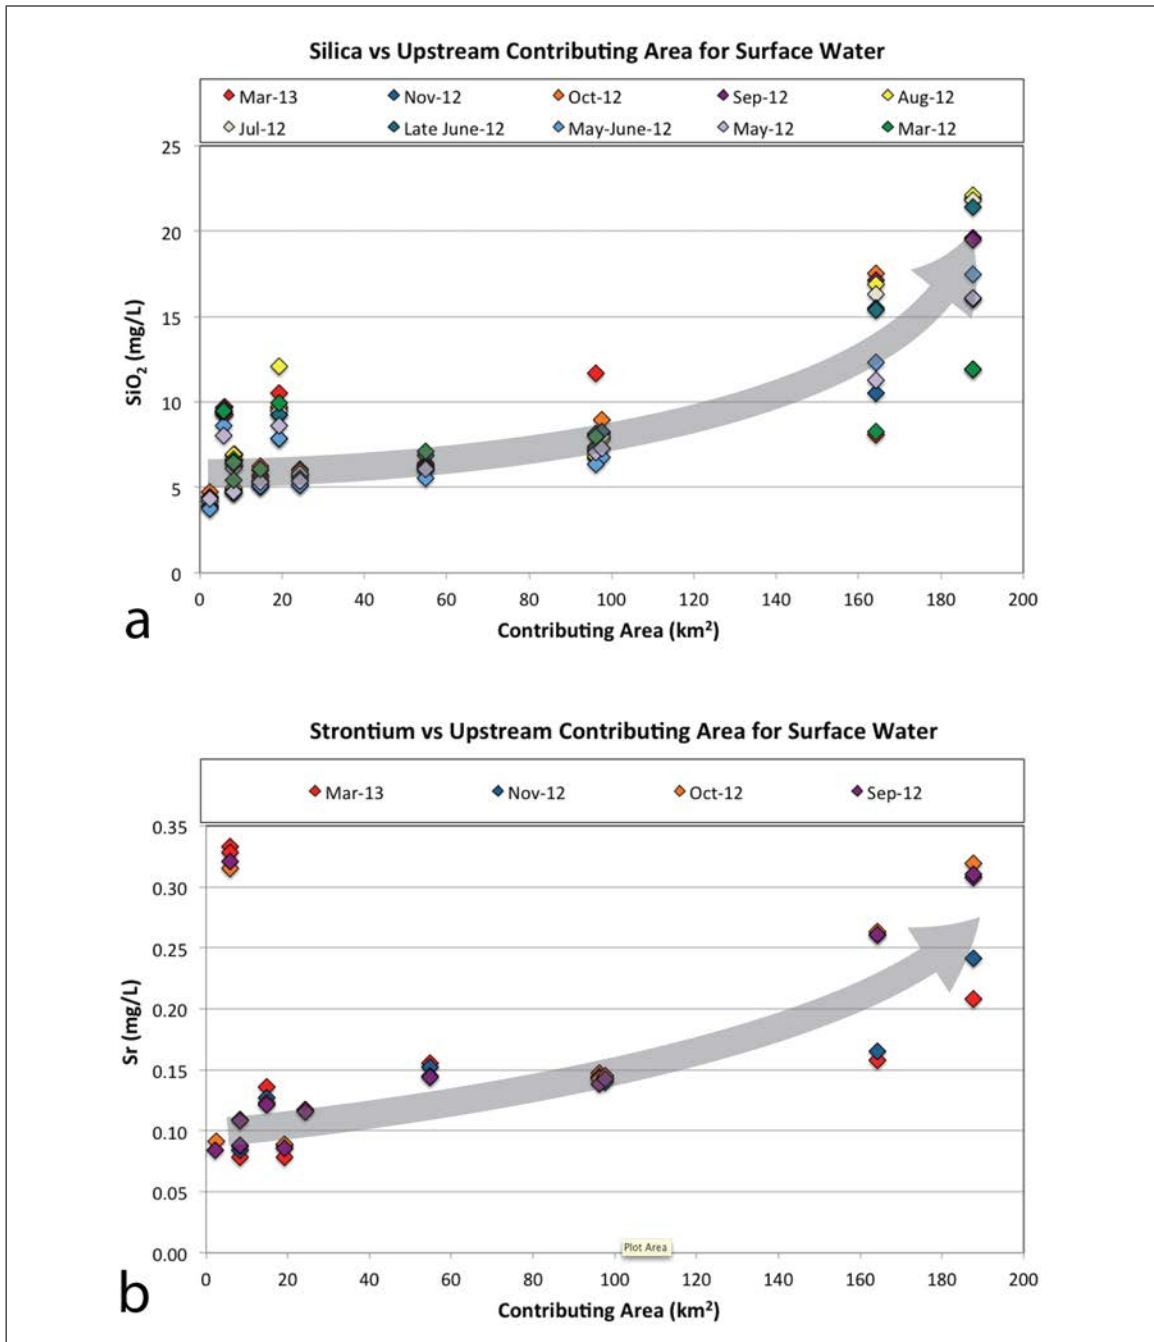 Silica vs Upstream Contributing Area for Surface Water
Mar-13 Nov-12 Oct-12 Sep-12 Aug-12
Jul-12 Late June-12 May-June-12 May-12 Mar-12
25
20
15
10
5
0
SiO₂ (mg/L)
0 20 40 60 80 100 120 140 160 180 200
Contributing Area (km²)
a
Strontium vs Upstream Contributing Area for Surface Water
Mar-13 Nov-12 Oct-12 Sep-12
0.35
0.30
0.25
0.20
0.15
0.10
0.05
0.00
Sr (mg/L)
Plot Area
0 20 40 60 80 100 120 140 160 180 200
Contributing Area (km²)
b